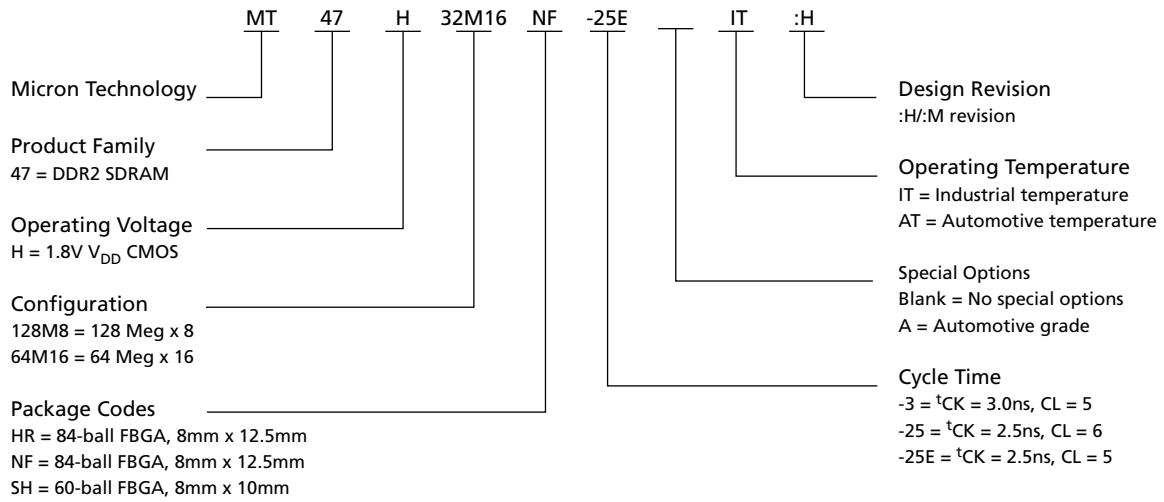 MT 47 H 32M16 NF -25E IT :H
Micron Technology
Product Family
47 = DDR2 SDRAM
Operating Voltage
H = 1.8V VDD CMOS
Configuration
128M8 = 128 Meg x 8
64M16 = 64 Meg x 16
Package Codes
HR = 84-ball FBGA, 8mm x 12.5mm
NF = 84-ball FBGA, 8mm x 12.5mm
SH = 60-ball FBGA, 8mm x 10mm
Design Revision
:H/:M revision
Operating Temperature
IT = Industrial temperature
AT = Automotive temperature
Special Options
Blank = No special options
A = Automotive grade
Cycle Time
-3 = tCK = 3.0ns, CL = 5
-25 = tCK = 2.5ns, CL = 6
-25E = tCK = 2.5ns, CL = 5